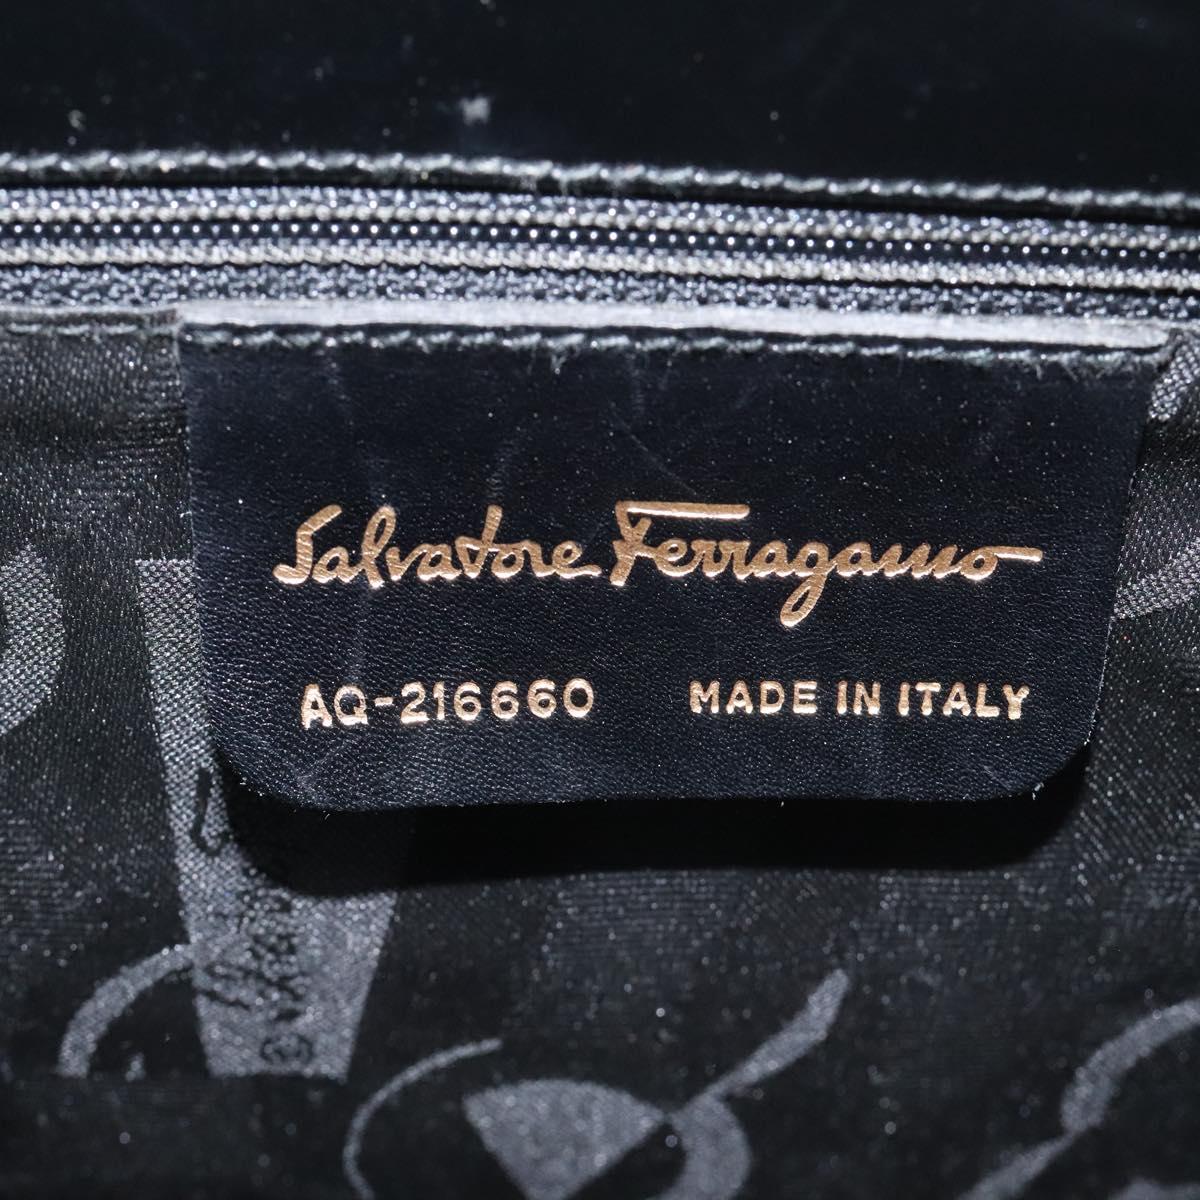 Salvatore Ferragamo
AQ-216660 MADE IN ITALY